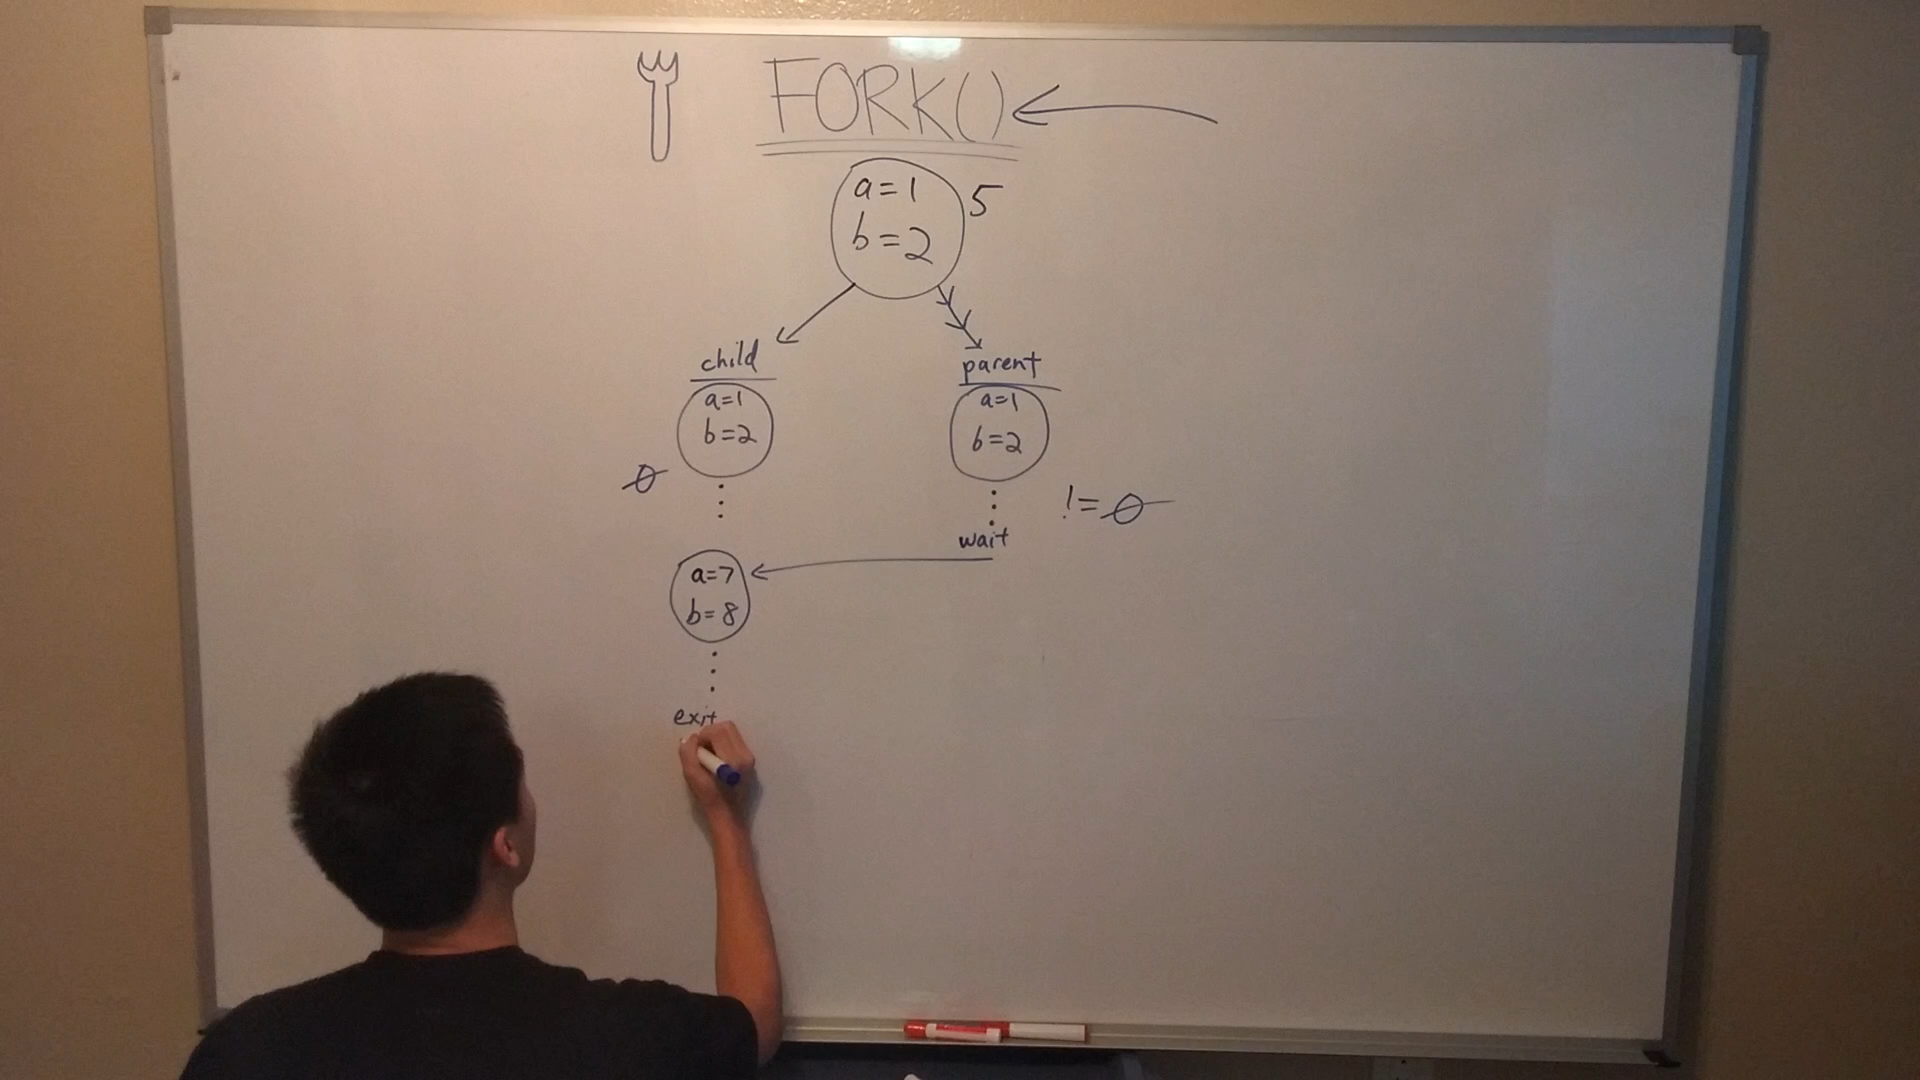 FORK()
a=1 5
b=2
child
parent
a=1
b=2
a=1
b=2
0
!=0
wait
a=7
b=8
exit